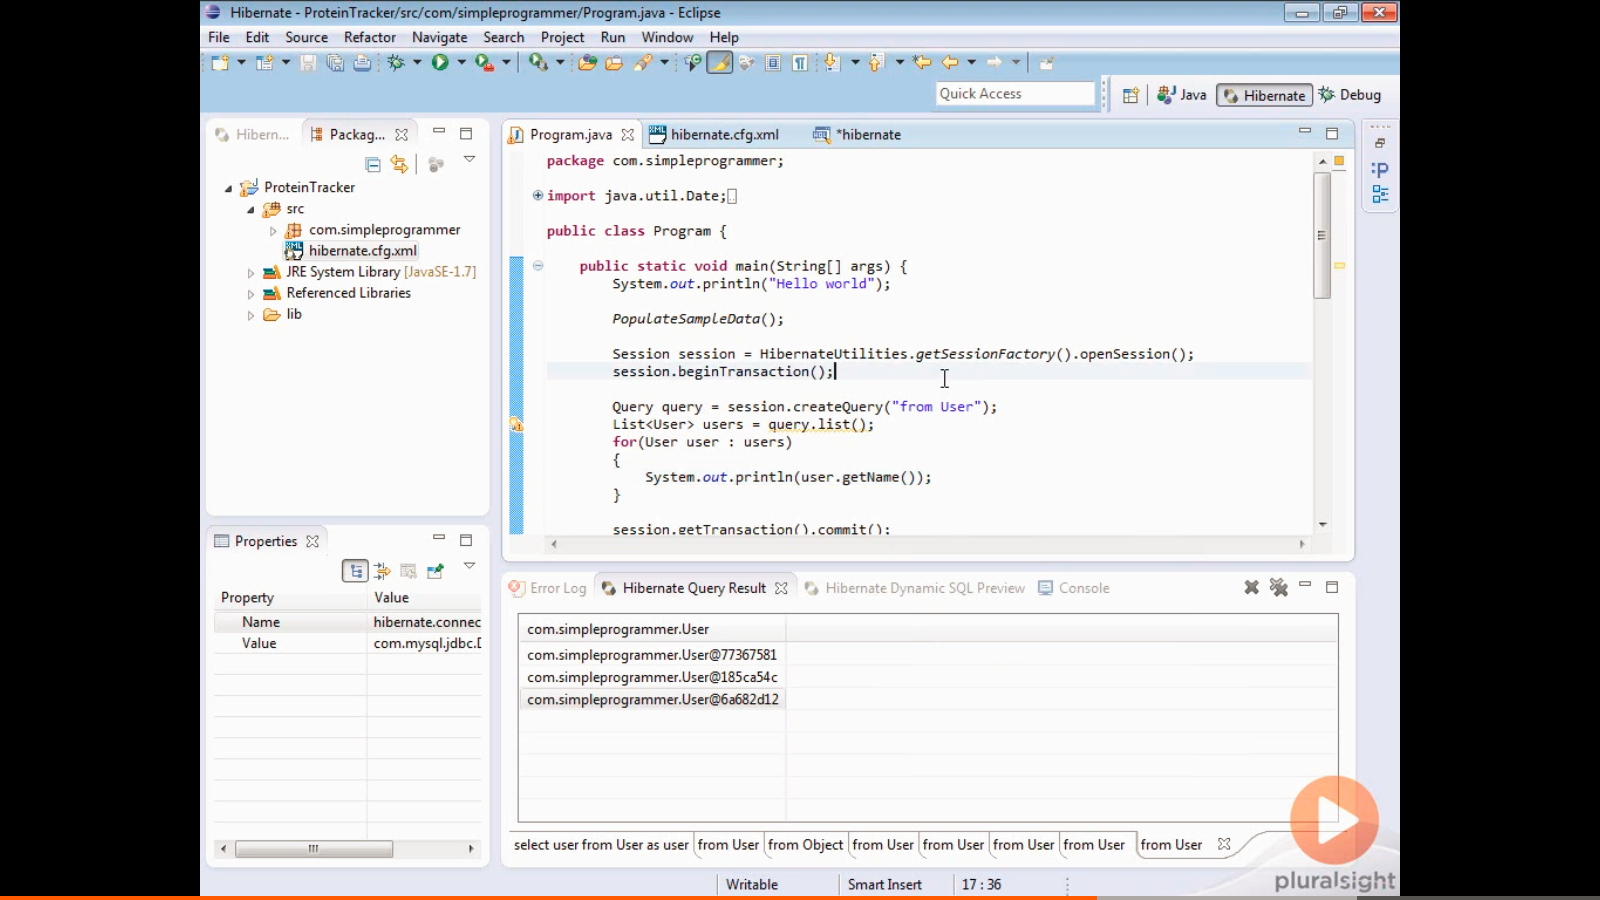 Hibernate - ProteinTracker/src/com/simpleprogrammer/Program.java - Eclipse
File Edit Source Refactor Navigate Search Project Run Window Help
Quick Access
Java Hibernate Debug
Hibern... Packag...
ProteinTracker
src
com.simpleprogrammer
hibernate.cfg.xml
JRE System Library [JavaSE-1.7]
Referenced Libraries
lib
Program.java hibernate.cfg.xml *hibernate
package com.simpleprogrammer;
import java.util.Date;
public class Program {
public static void main(String[] args) {
System.out.println("Hello world");
PopulateSampleData();
Session session = HibernateUtilities.getSessionFactory().openSession();
session.beginTransaction();
Query query = session.createQuery("from User");
List<User> users = query.list();
for(User user : users)
{
System.out.println(user.getName());
}
session.getTransaction().commit();
Properties
Property Value
Name hibernate.connec
Value com.mysql.jdbc.D
Error Log Hibernate Query Result Hibernate Dynamic SQL Preview Console
com.simpleprogrammer.User
com.simpleprogrammer.User@77367581
com.simpleprogrammer.User@185ca54c
com.simpleprogrammer.User@6a682d12
select user from User as user from User from Object from User from User from User from User from User
Writable Smart Insert 17 : 36
pluralsight